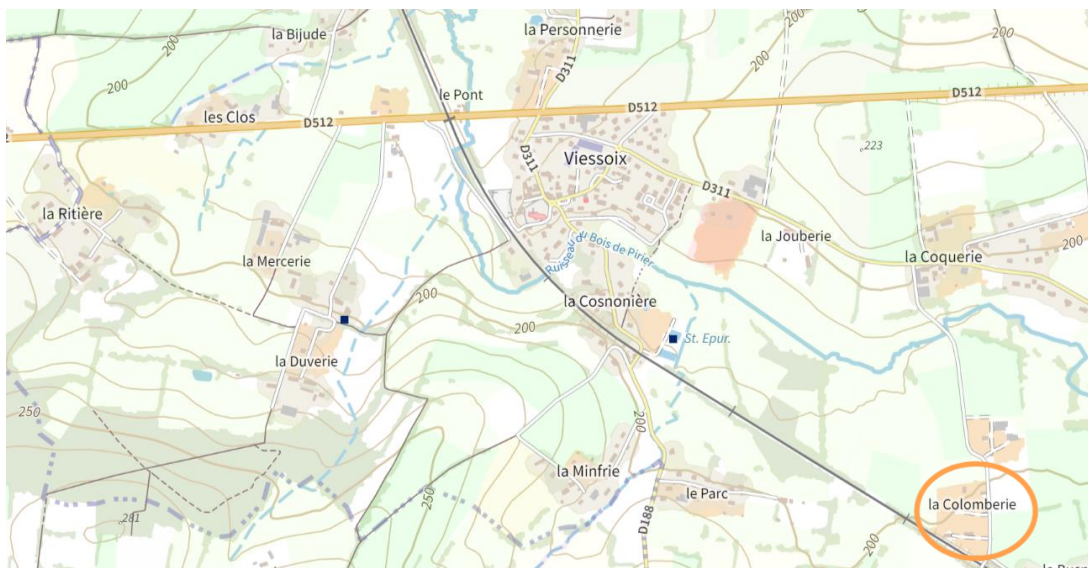 la Bijude
la Personnerie
200
200
200
200
D311
le Pont
les Clos
D512
D512
D512
D311
Viessoix
223
D311
la Ritière
la Jouberie
la Mercerie
Ruisseau du Bois de Pirier
la Coquerie
200
200
la Cosnonière
200
St. Epur.
la Duverie
250
200
la Minfrie
le Parc
250
la Colomberie
281
D188
200